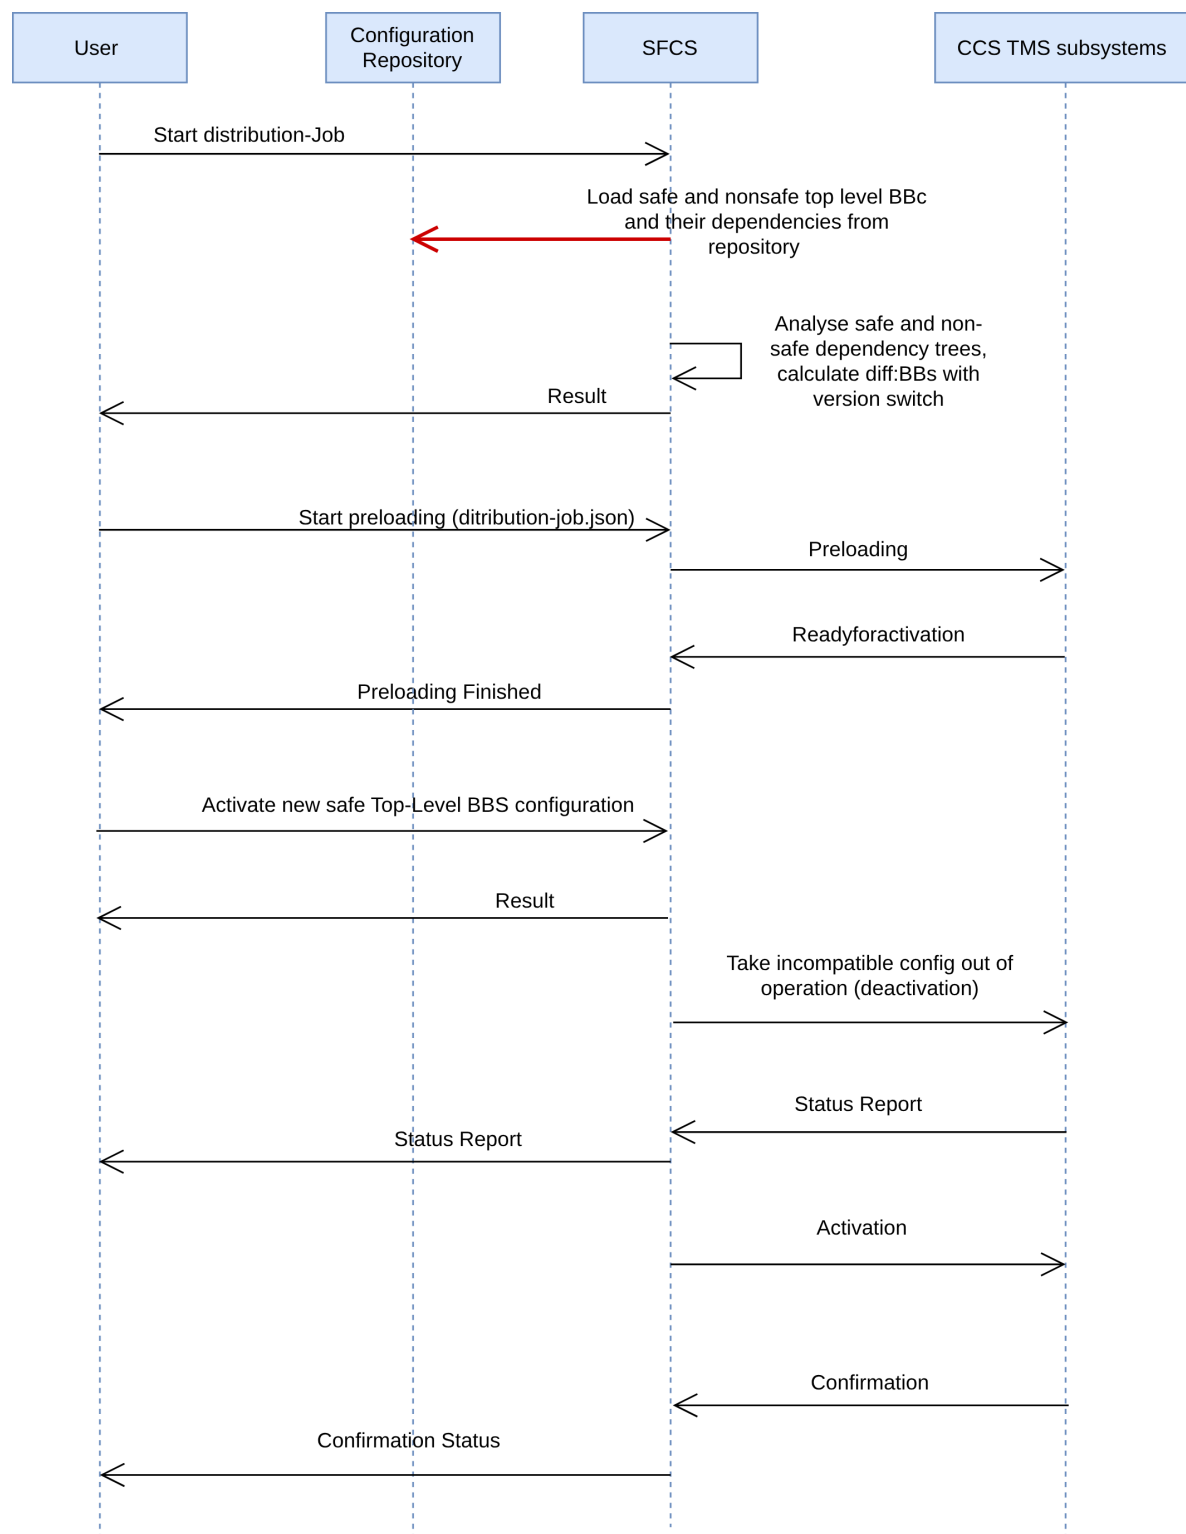 User
Configuration
Repository
SFCS
CCS TMS subsystems
Start distribution-Job
Load safe and nonsafe top level BBc
and their dependencies from
repository
Analyse safe and non-
safe dependency trees,
calculate diff:BBs with
version switch
Result
Start preloading (ditribution-job.json)
Preloading
Readyforactivation
Preloading Finished
Activate new safe Top-Level BBS configuration
Result
Take incompatible config out of
operation (deactivation)
Status Report
Status Report
Activation
Confirmation
Confirmation Status